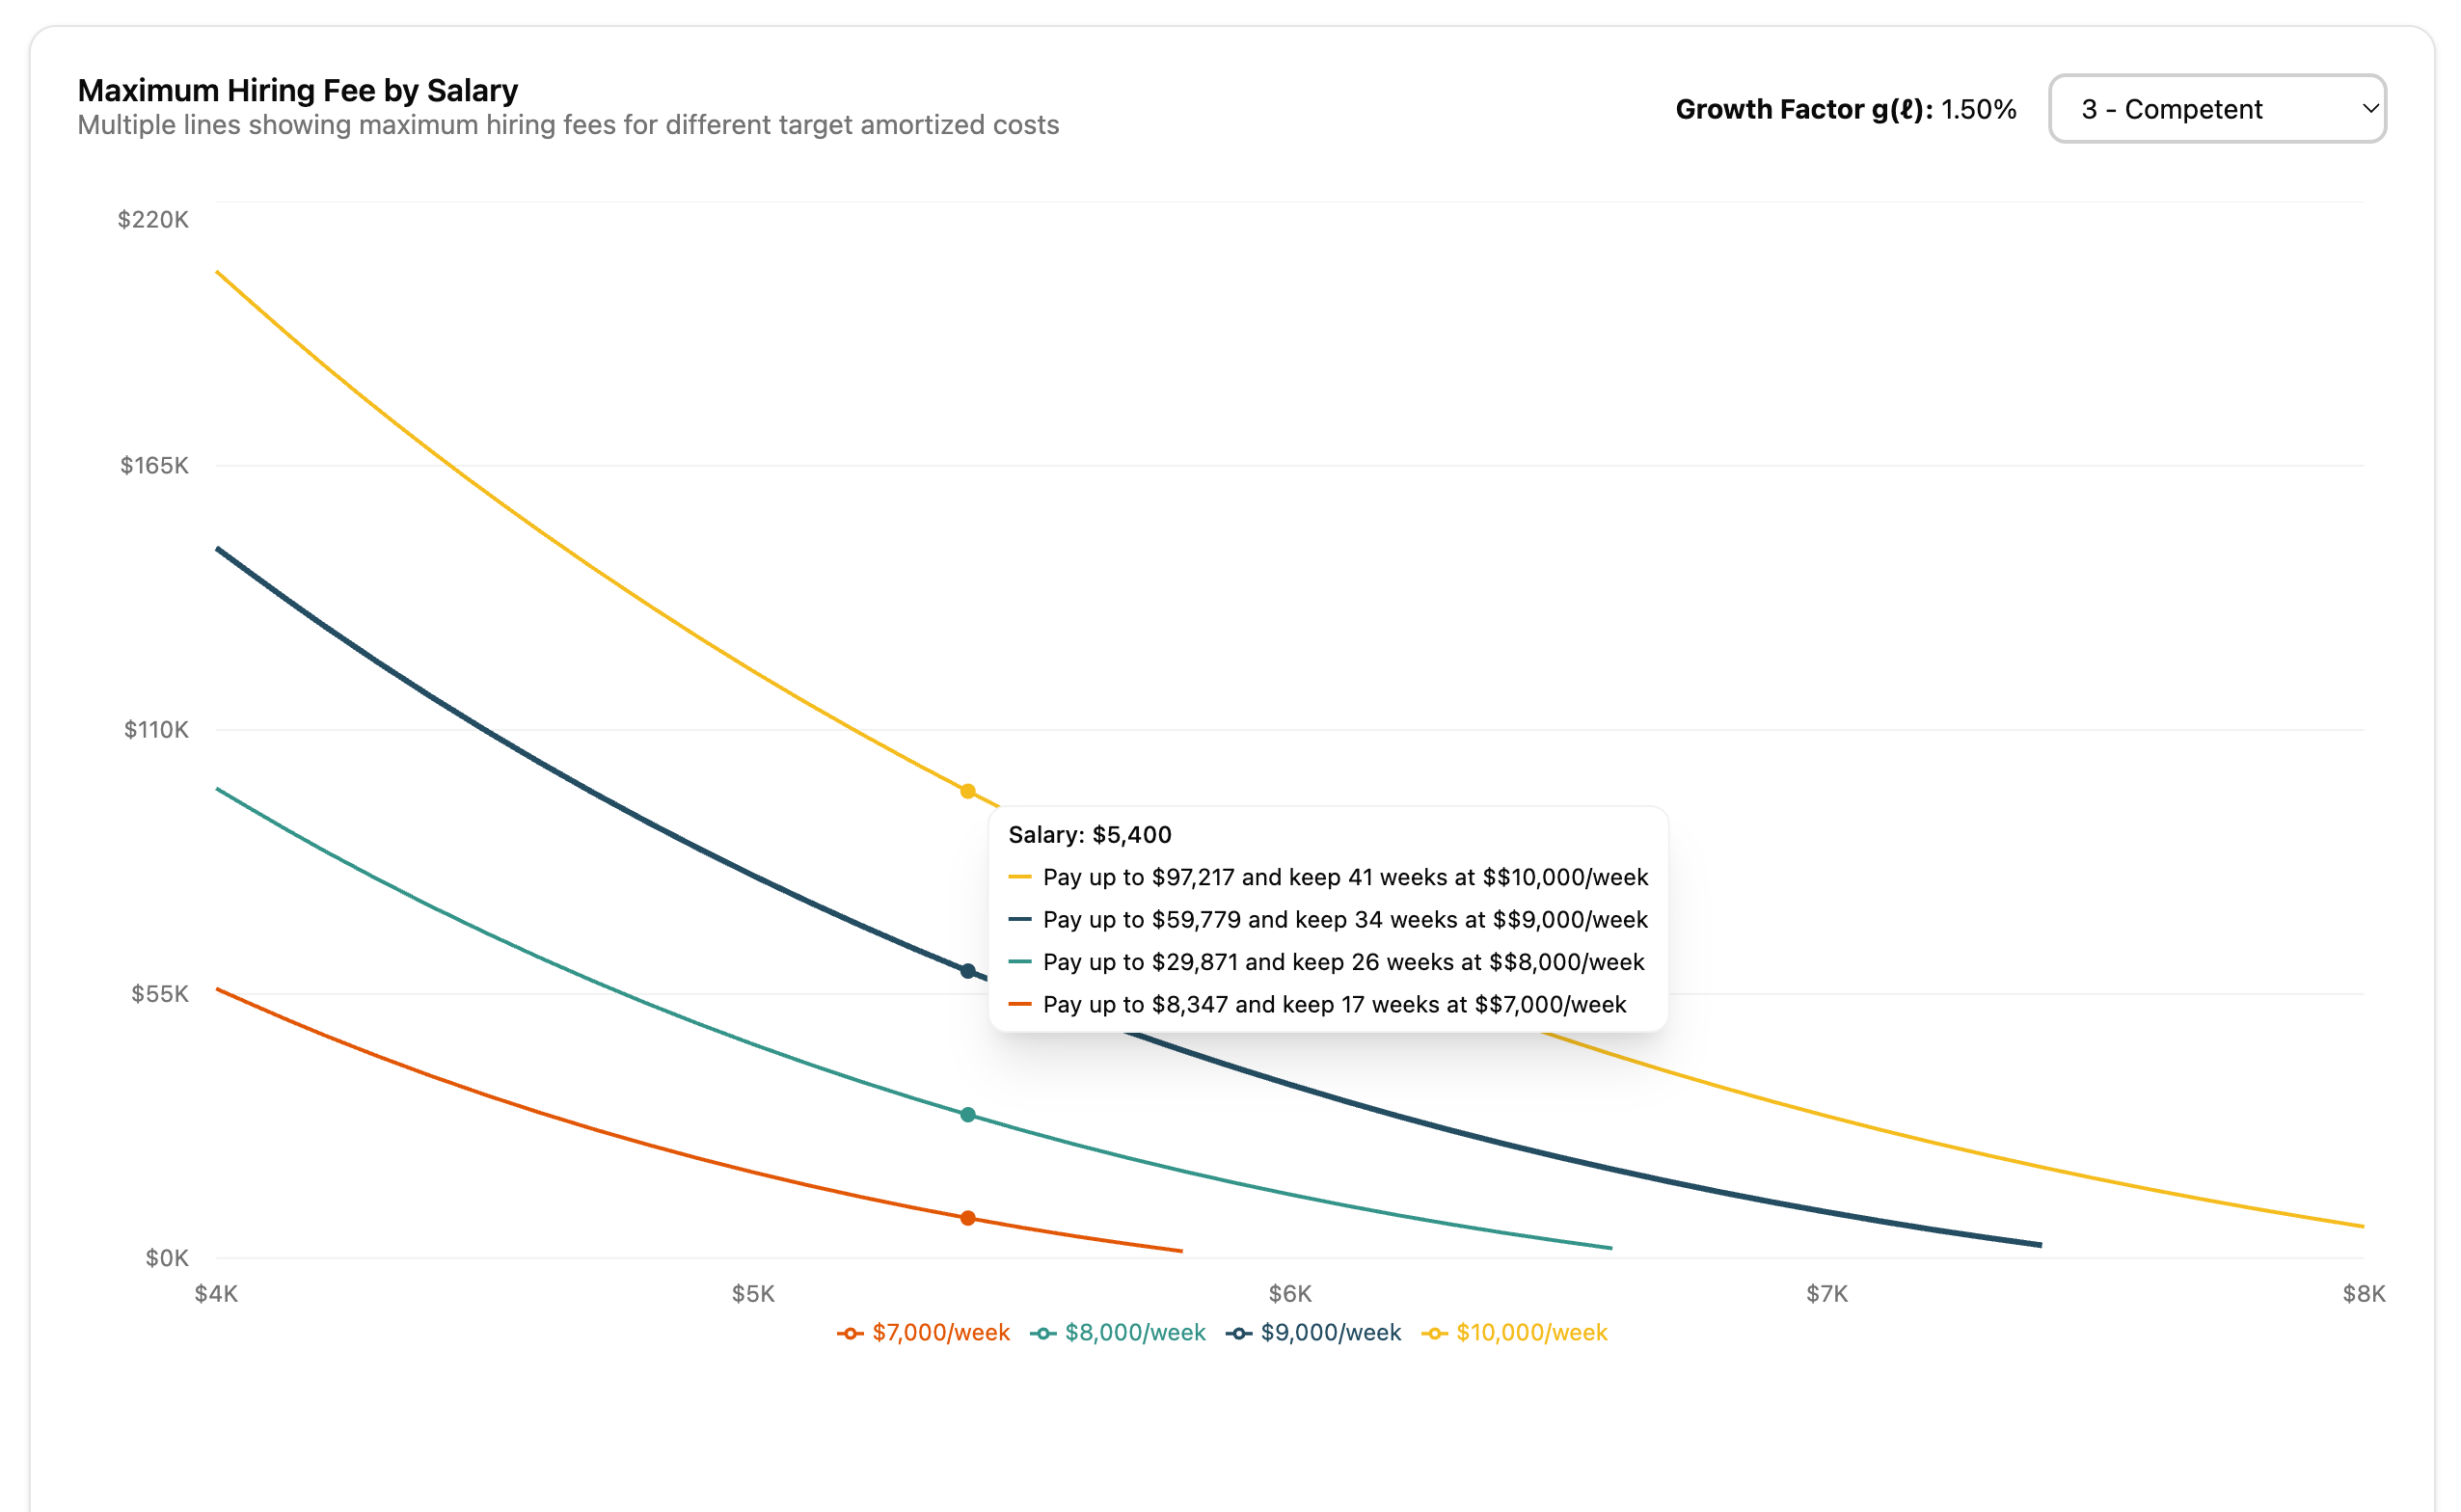 Maximum Hiring Fee by Salary
Multiple lines showing maximum hiring fees for different target amortized costs
Growth Factor g(ℓ): 1.50%
3 - Competent
$220K
$165K
$110K
$55K
$0K
Salary: $5,400
Pay up to $97,217 and keep 41 weeks at $$10,000/week
Pay up to $59,779 and keep 34 weeks at $$9,000/week
Pay up to $29,871 and keep 26 weeks at $$8,000/week
Pay up to $8,347 and keep 17 weeks at $$7,000/week
$4K $5K $6K $7K $8K
$7,000/week $8,000/week $9,000/week $10,000/week